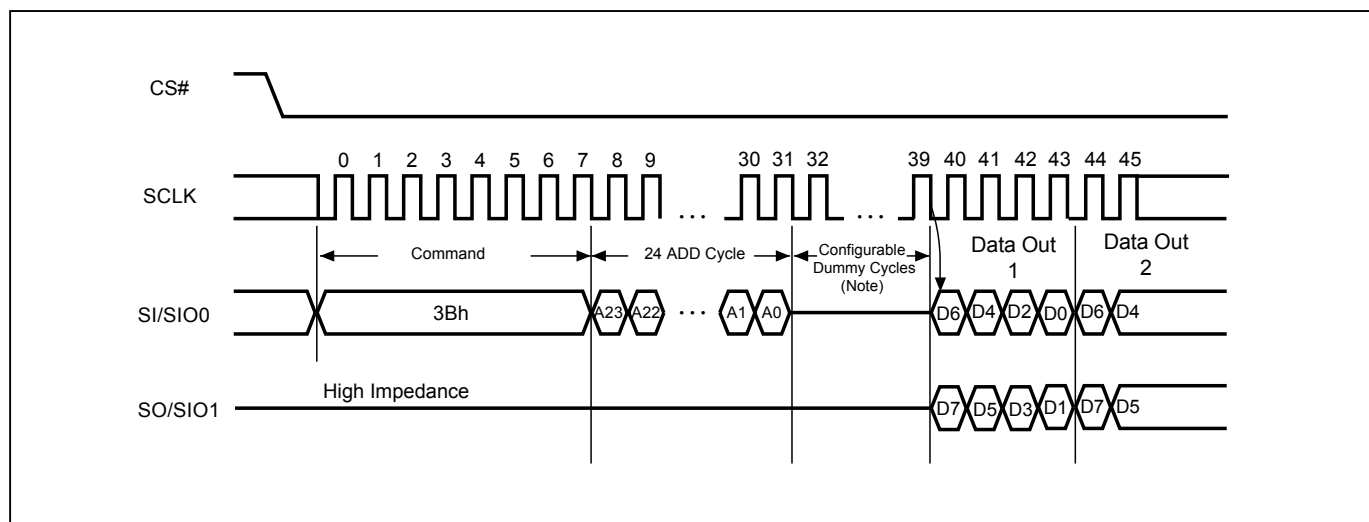 CS#
0 1 2 3 4 5 6 7 8 9 30 31 32 39 40 41 42 43 44 45
SCLK
... ...
Command 24 ADD Cycle Configurable Dummy Cycles (Note) Data Out 1 Data Out 2
SI/SIO0 3Bh A23 A22 ... A1 A0 D6 D4 D2 D0 D6 D4
High Impedance
SO/SIO1 D7 D5 D3 D1 D7 D5